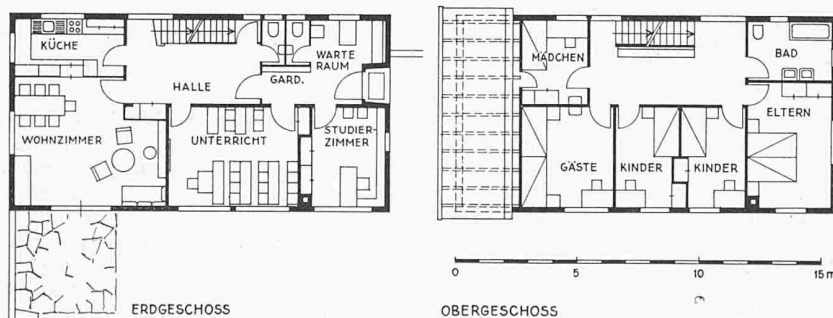 KÜCHE
HALLE
WARTE
RAUM
GARD.
WOHNZIMMER
UNTERRICHT
STUDIER-
ZIMMER
ERDGESCHOSS
MÄDCHEN
BAD
ELTERN
GÄSTE
KINDER
KINDER
0 5 10 15 m
OBERGESCHOSS